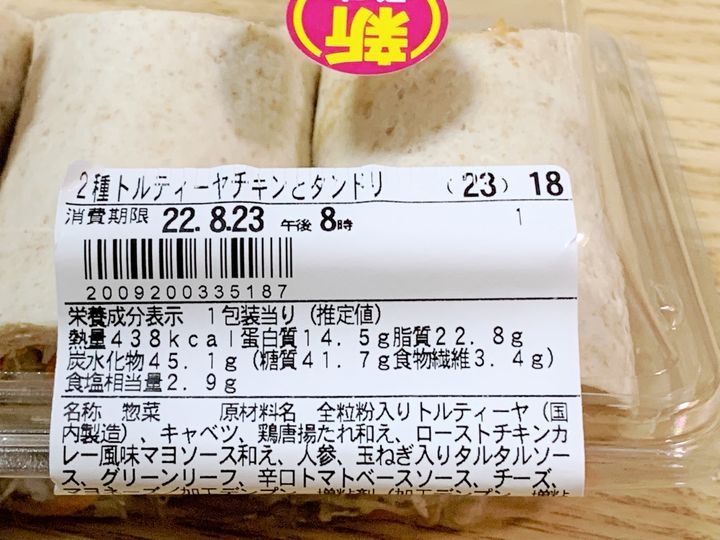 新
2種トルティーヤチキンとタンドリ （23） 18
消費期限 22.8.23 午後 8時 1
2009200335187
栄養成分表示 1包装当り（推定値）
熱量438kcal蛋白質14.5g脂質22.8g
炭水化物45.1g（糖質41.7g食物繊維3.4g）
食塩相当量2.9g
名称 惣菜 原材料名 全粒粉入りトルティーヤ（国
内製造）、キャベツ、鶏唐揚たれ和え、ローストチキンカ
レー風味マヨソース和え、人参、玉ねぎ入りタルタルソー
ス、グリーンリーフ、辛口トマトベースソース、チーズ、